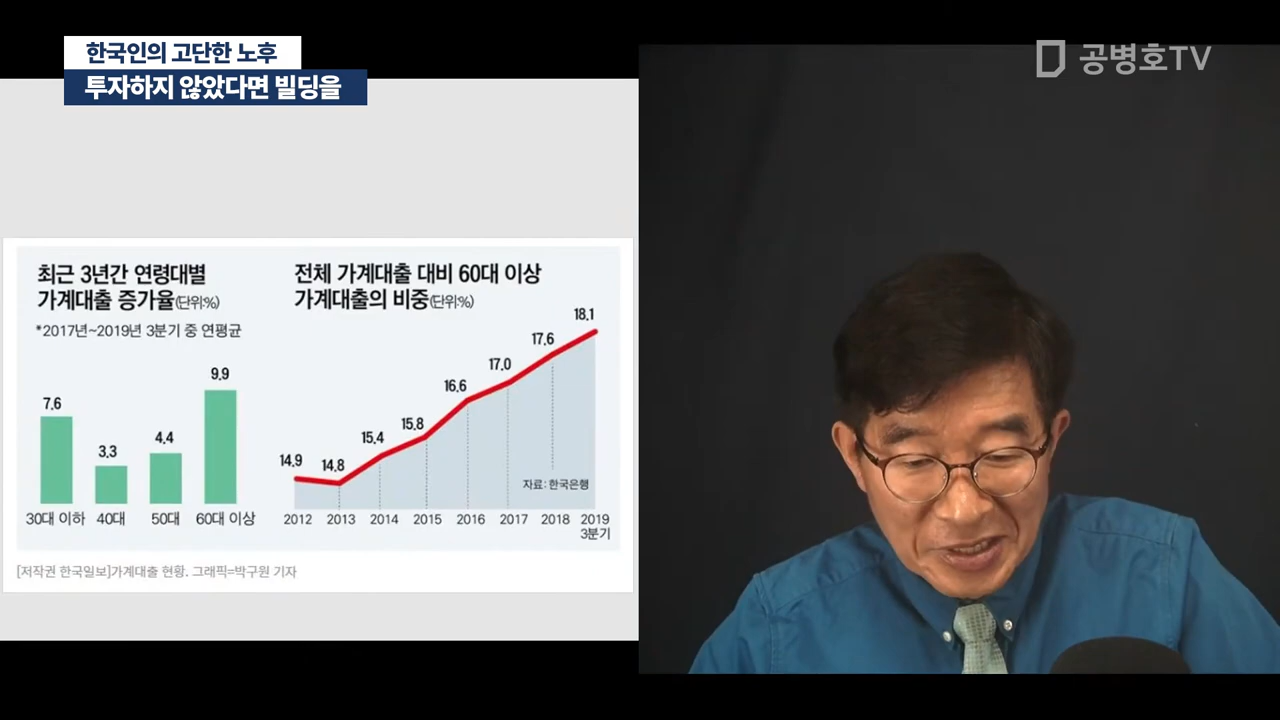 한국인의 고단한 노후
투자하지 않았다면 빌딩을
공병호TV
최근 3년간 연령대별
가계대출 증가율(단위:%)
*2017년~2019년 3분기 중 연평균
7.6
3.3
4.4
9.9
30대 이하 40대 50대 60대 이상
전체 가계대출 대비 60대 이상
가계대출의 비중(단위:%)
14.9
14.8
15.4
15.8
16.6
17.0
17.6
18.1
자료: 한국은행
2012 2013 2014 2015 2016 2017 2018 2019
3분기
[저작권 한국일보]가계대출 현황. 그래픽=박구원 기자